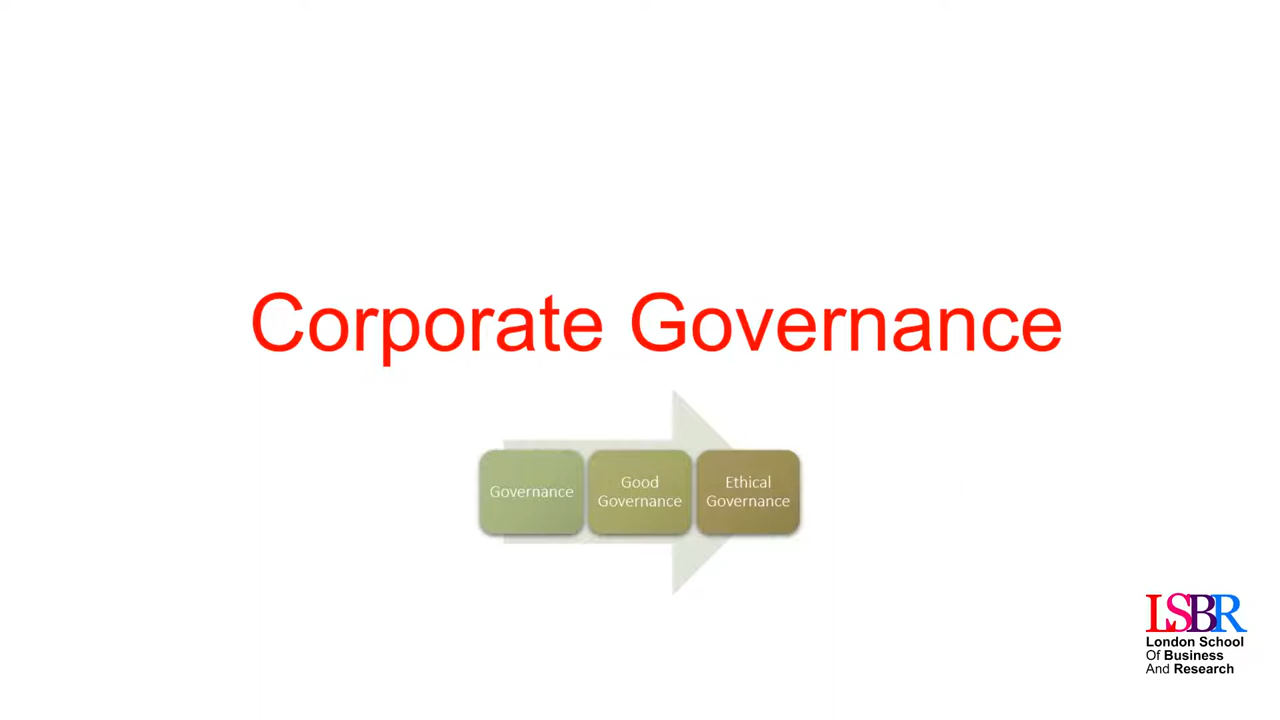 Corporate Governance
Governance
Good
Governance
Ethical
Governance
LSBR
London School
Of Business
And Research